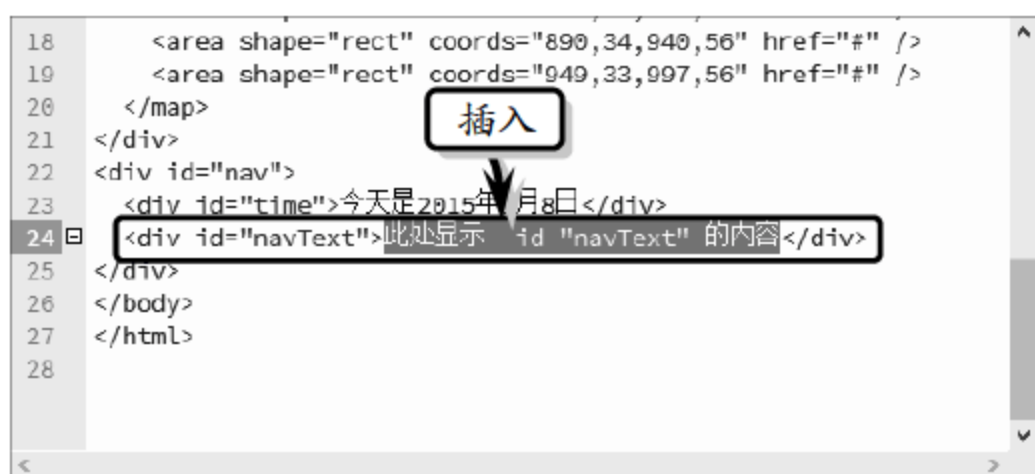 18 <area shape="rect" coords="890,34,940,56" href="#" />
19 <area shape="rect" coords="949,33,997,56" href="#" />
20 </map>
插入
21 </div>
22 <div id="nav">
23 <div id="time">今天是2015年 月8日</div>
24 <div id="navText">此处显示 id "navText" 的内容</div>
25 </div>
26 </body>
27 </html>
28